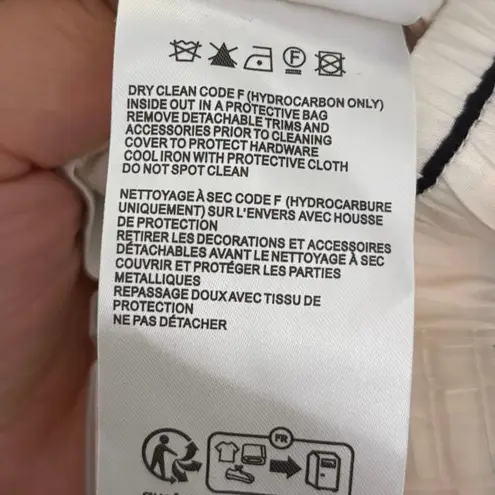 F
DRY CLEAN CODE F (HYDROCARBON ONLY)
INSIDE OUT IN A PROTECTIVE BAG
REMOVE DETACHABLE TRIMS AND
ACCESSORIES PRIOR TO CLEANING
COVER TO PROTECT HARDWARE
COOL IRON WITH PROTECTIVE CLOTH
DO NOT SPOT CLEAN
NETTOYAGE À SEC CODE F (HYDROCARBURE
UNIQUEMENT) SUR L'ENVERS AVEC HOUSSE
DE PROTECTION
RETIRER LES DECORATIONS ET ACCESSOIRES
DÉTACHABLES AVANT LE NETTOYAGE À SEC
COUVRIR ET PROTÉGER LES PARTIES
METALLIQUES
REPASSAGE DOUX AVEC TISSU DE
PROTECTION
NE PAS DÉTACHER
FR